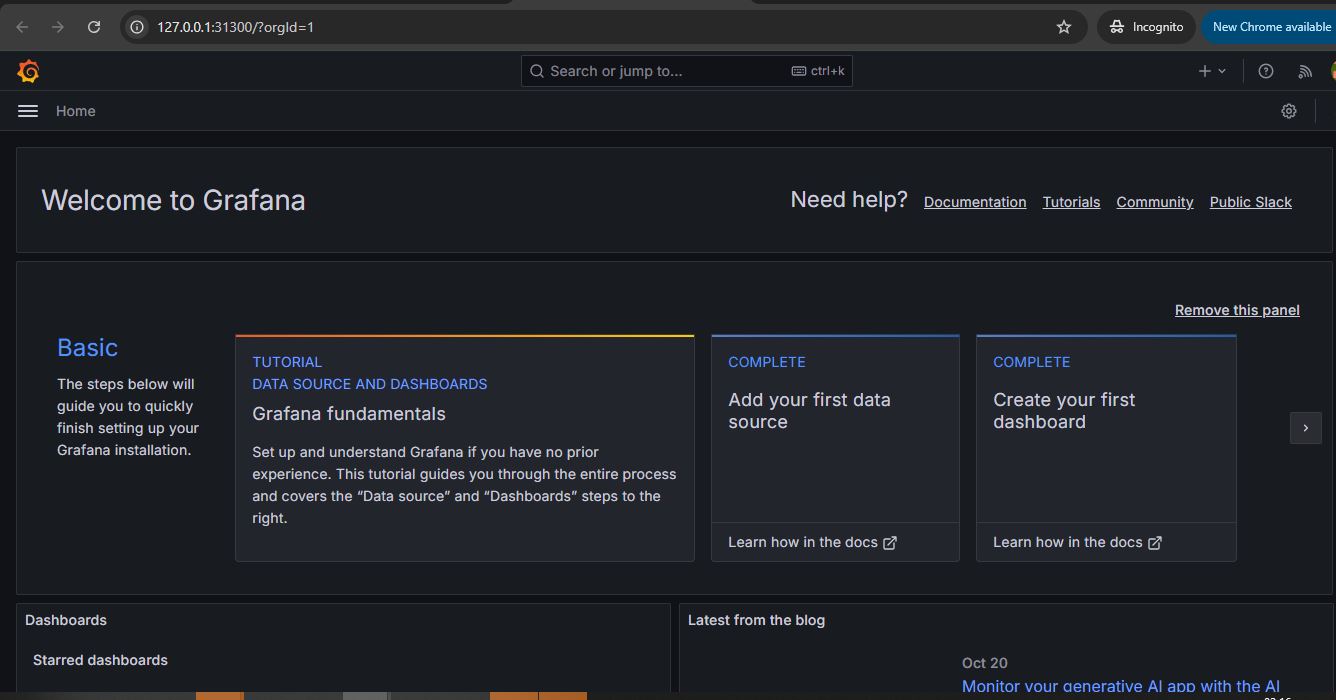 127.0.0.1:31300/?orgId=1
Incognito
New Chrome available
Search or jump to...
ctrl+k
Home
Welcome to Grafana
Need help?
Documentation
Tutorials
Community
Public Slack
Remove this panel
Basic
The steps below will
guide you to quickly
finish setting up your
Grafana installation.
TUTORIAL
DATA SOURCE AND DASHBOARDS
Grafana fundamentals
Set up and understand Grafana if you have no prior
experience. This tutorial guides you through the entire process
and covers the “Data source” and “Dashboards” steps to the
right.
COMPLETE
Add your first data
source
Learn how in the docs
COMPLETE
Create your first
dashboard
Learn how in the docs
Dashboards
Starred dashboards
Latest from the blog
Oct 20
Monitor your generative AI app with the AI